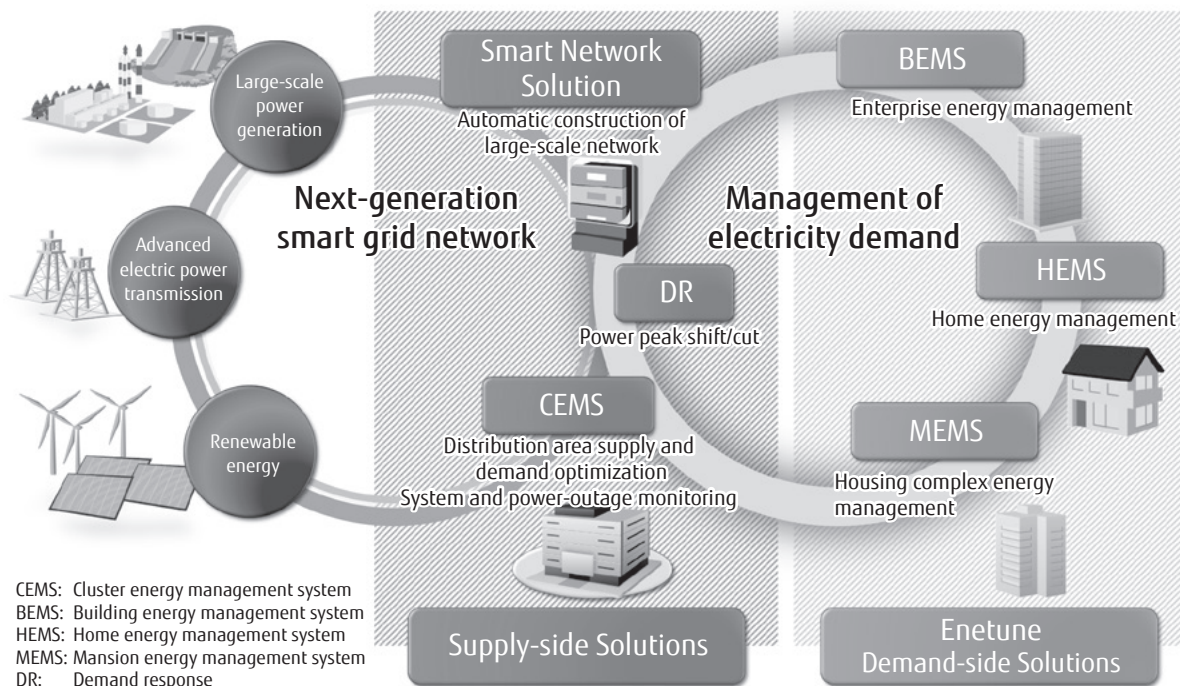 Large-scale
power
generation
Advanced
electric power
transmission
Renewable
energy
Next-generation
smart grid network
Smart Network
Solution
Automatic construction of
large-scale network
DR
Power peak shift/cut
CEMS
Distribution area supply and
demand optimization
System and power-outage monitoring
Supply-side Solutions
Management of
electricity demand
BEMS
Enterprise energy management
HEMS
Home energy management
MEMS
Housing complex energy
management
Enetune
Demand-side Solutions
CEMS: Cluster energy management system
BEMS: Building energy management system
HEMS: Home energy management system
MEMS: Mansion energy management system
DR: Demand response